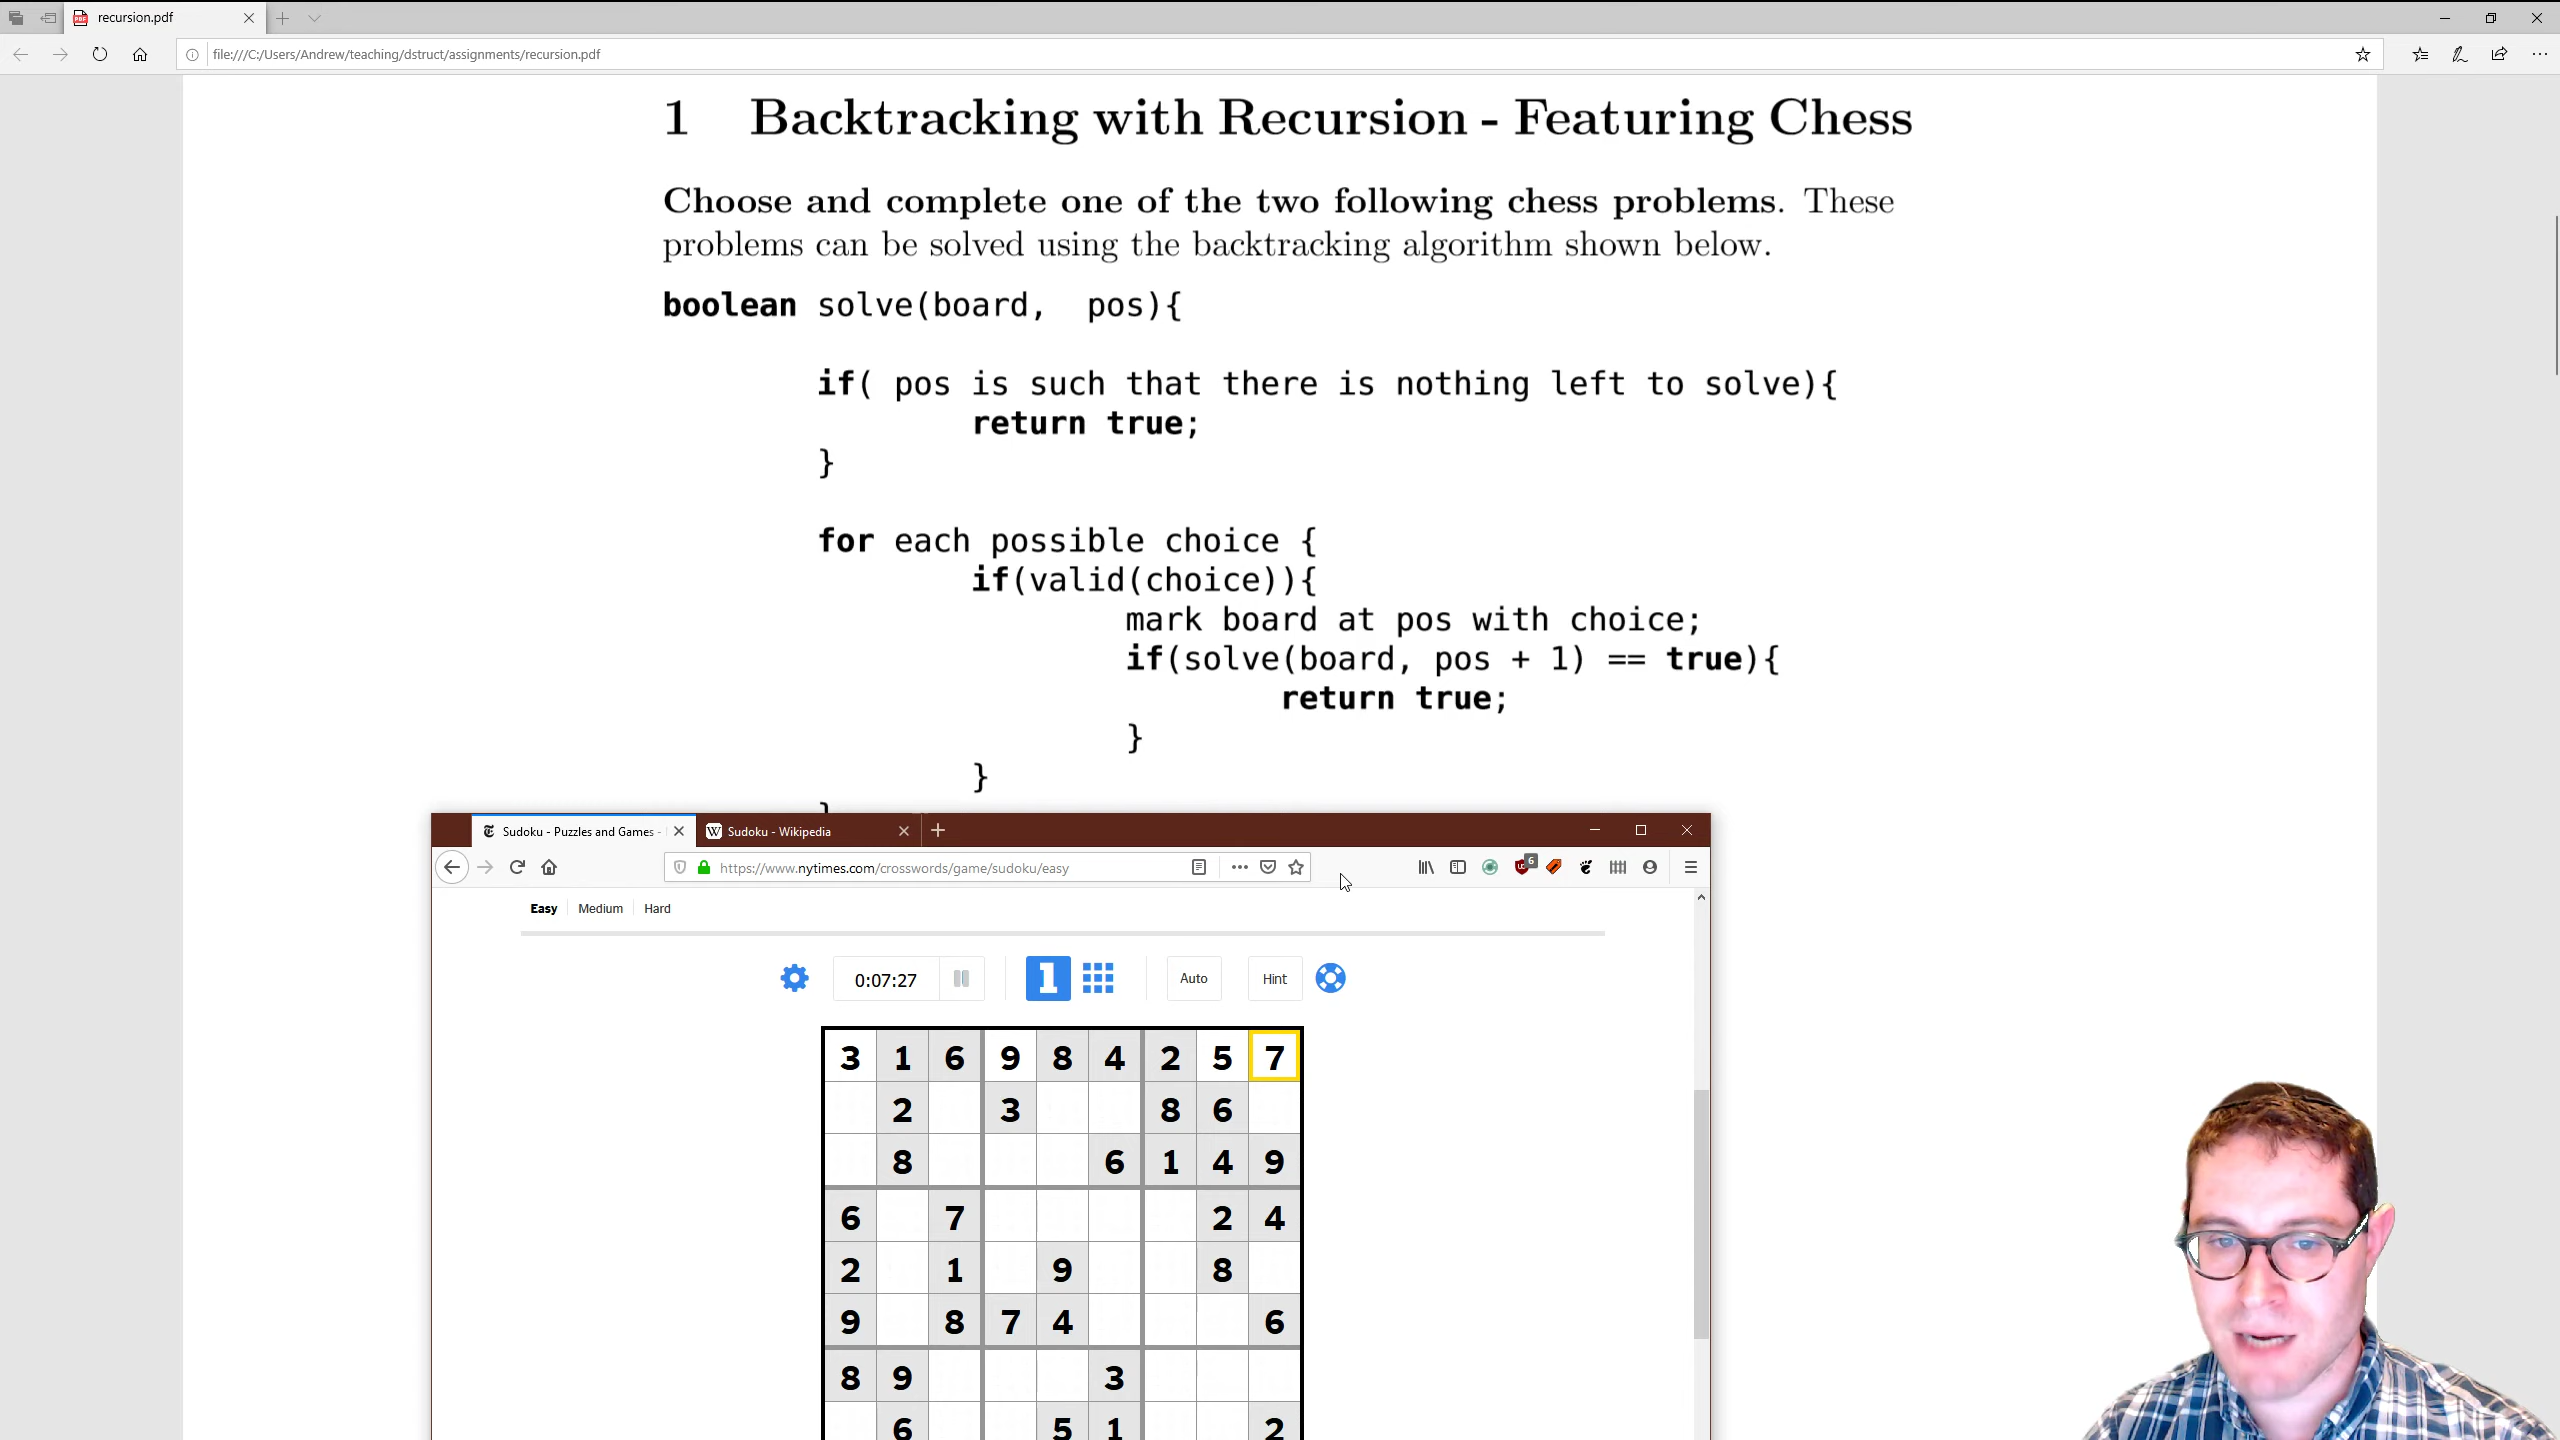 recursion.pdf
file:///C:/Users/Andrew/teaching/dstruct/assignments/recursion.pdf
1 Backtracking with Recursion - Featuring Chess
Choose and complete one of the two following chess problems. These
problems can be solved using the backtracking algorithm shown below.
boolean solve(board, pos){
if( pos is such that there is nothing left to solve){
return true;
}
for each possible choice {
if(valid(choice)){
mark board at pos with choice;
if(solve(board, pos + 1) == true){
return true;
}
}
}
Sudoku - Puzzles and Games - Sudoku - Wikipedia
https://www.nytimes.com/crosswords/game/sudoku/easy 6
Easy Medium Hard
0:07:27 1 Auto Hint
3 1 6 9 8 4 2 5 7
2 3 8 6
8 6 1 4 9
6 7 2 4
2 1 9 8
9 8 7 4 6
8 9 3
6 5 1 2